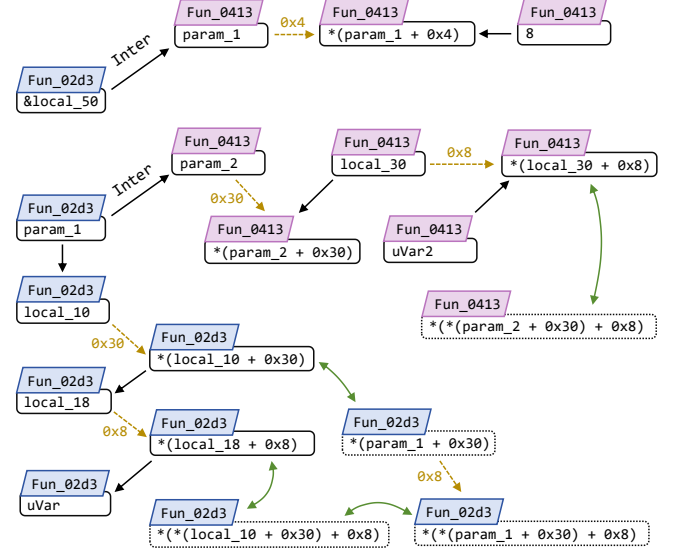 Fun_0413
param_1
0x4
Fun_0413
*(param_1 + 0x4)
Fun_0413
8
Inter
Fun_02d3
&local_50
Fun_0413
param_2
Fun_0413
local_30
0x8
Fun_0413
*(local_30 + 0x8)
Inter
0x30
Fun_02d3
param_1
Fun_0413
*(param_2 + 0x30)
Fun_0413
uVar2
Fun_02d3
local_10
Fun_0413
*(*(param_2 + 0x30) + 0x8)
0x30
Fun_02d3
*(local_10 + 0x30)
Fun_02d3
local_18
0x8
Fun_02d3
*(local_18 + 0x8)
Fun_02d3
*(param_1 + 0x30)
0x8
Fun_02d3
uVar
Fun_02d3
*(*(local_10 + 0x30) + 0x8)
Fun_02d3
*(*(param_1 + 0x30) + 0x8)